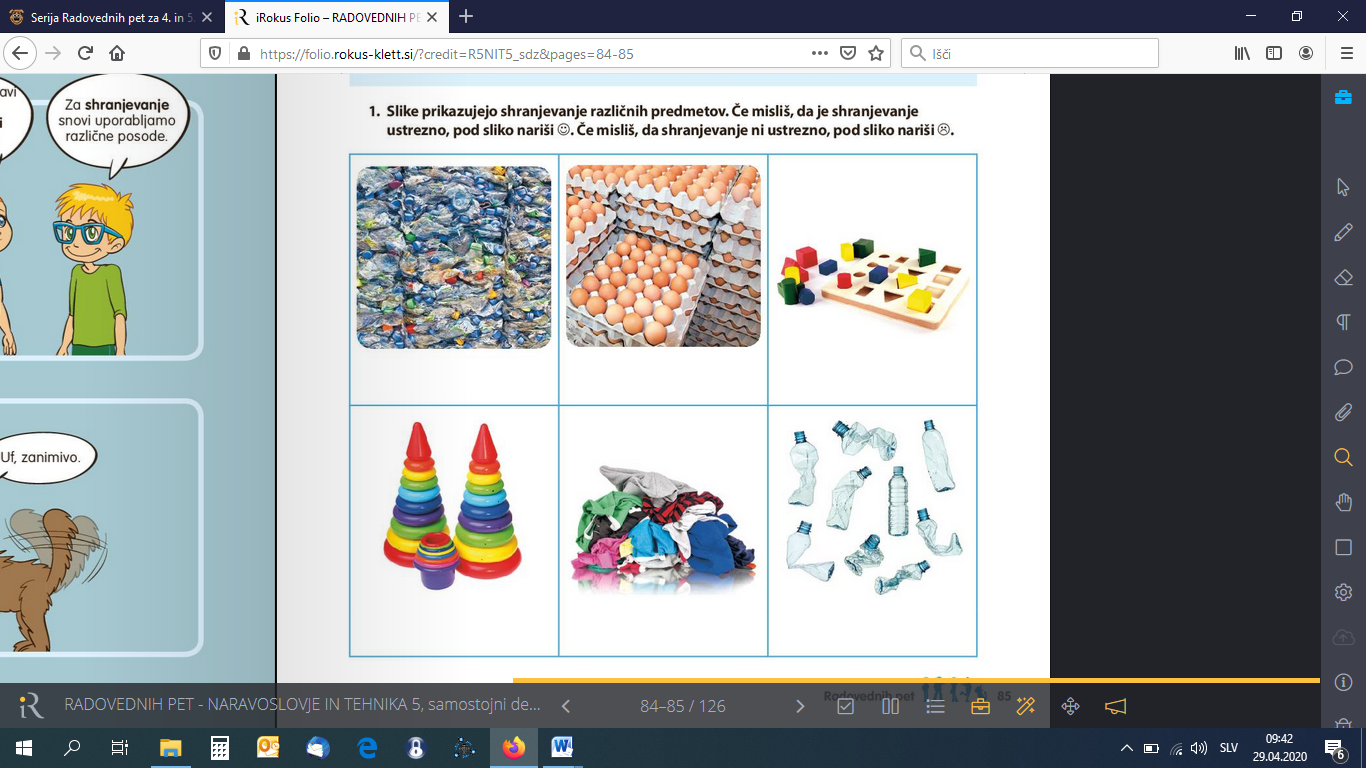 Serija Radovednih pet za 4. in 5.
iRokus Folio – RADOVEDNIH PE
https://folio.rokus-klett.si/?credit=R5NIT5_sdz&pages=84-85
Išči
avi
i
Za shranjevanje
snovi uporabljamo
različne posode.
Uf, zanimivo.
1. Slike prikazujejo shranjevanje različnih predmetov. Če misliš, da je shranjevanje
ustrezno, pod sliko nariši ☺. Če misliš, da shranjevanje ni ustrezno, pod sliko nariši ☹.
Radovednih pet 85
iR
RADOVEDNIH PET - NARAVOSLOVJE IN TEHNIKA 5, samostojni de...
84–85 / 126
SLV
09:42
29.04.2020
6